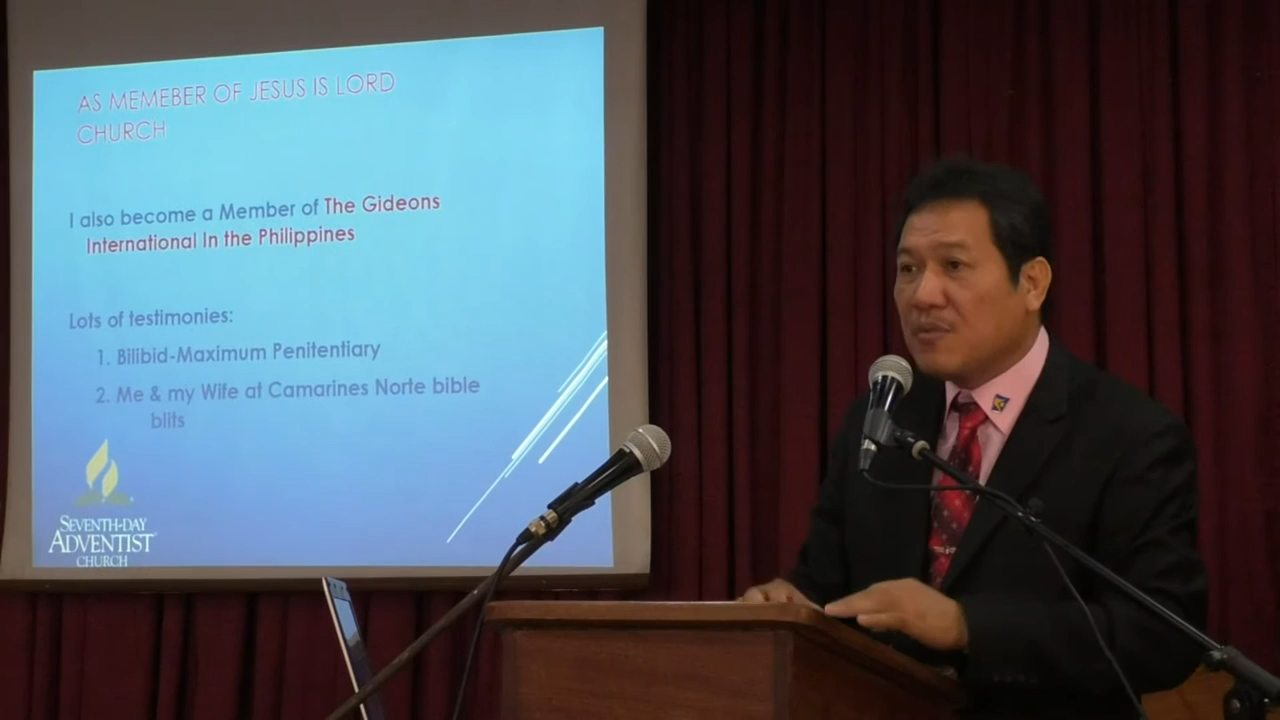 AS MEMEBER OF JESUS IS LORD
CHURCH
I also become a Member of The Gideons
International In the Philippines
Lots of testimonies:
1. Bilibid-Maximum Penitentiary
2. Me & my Wife at Camarines Norte bible
blits
SEVENTH-DAY
ADVENTIST
CHURCH